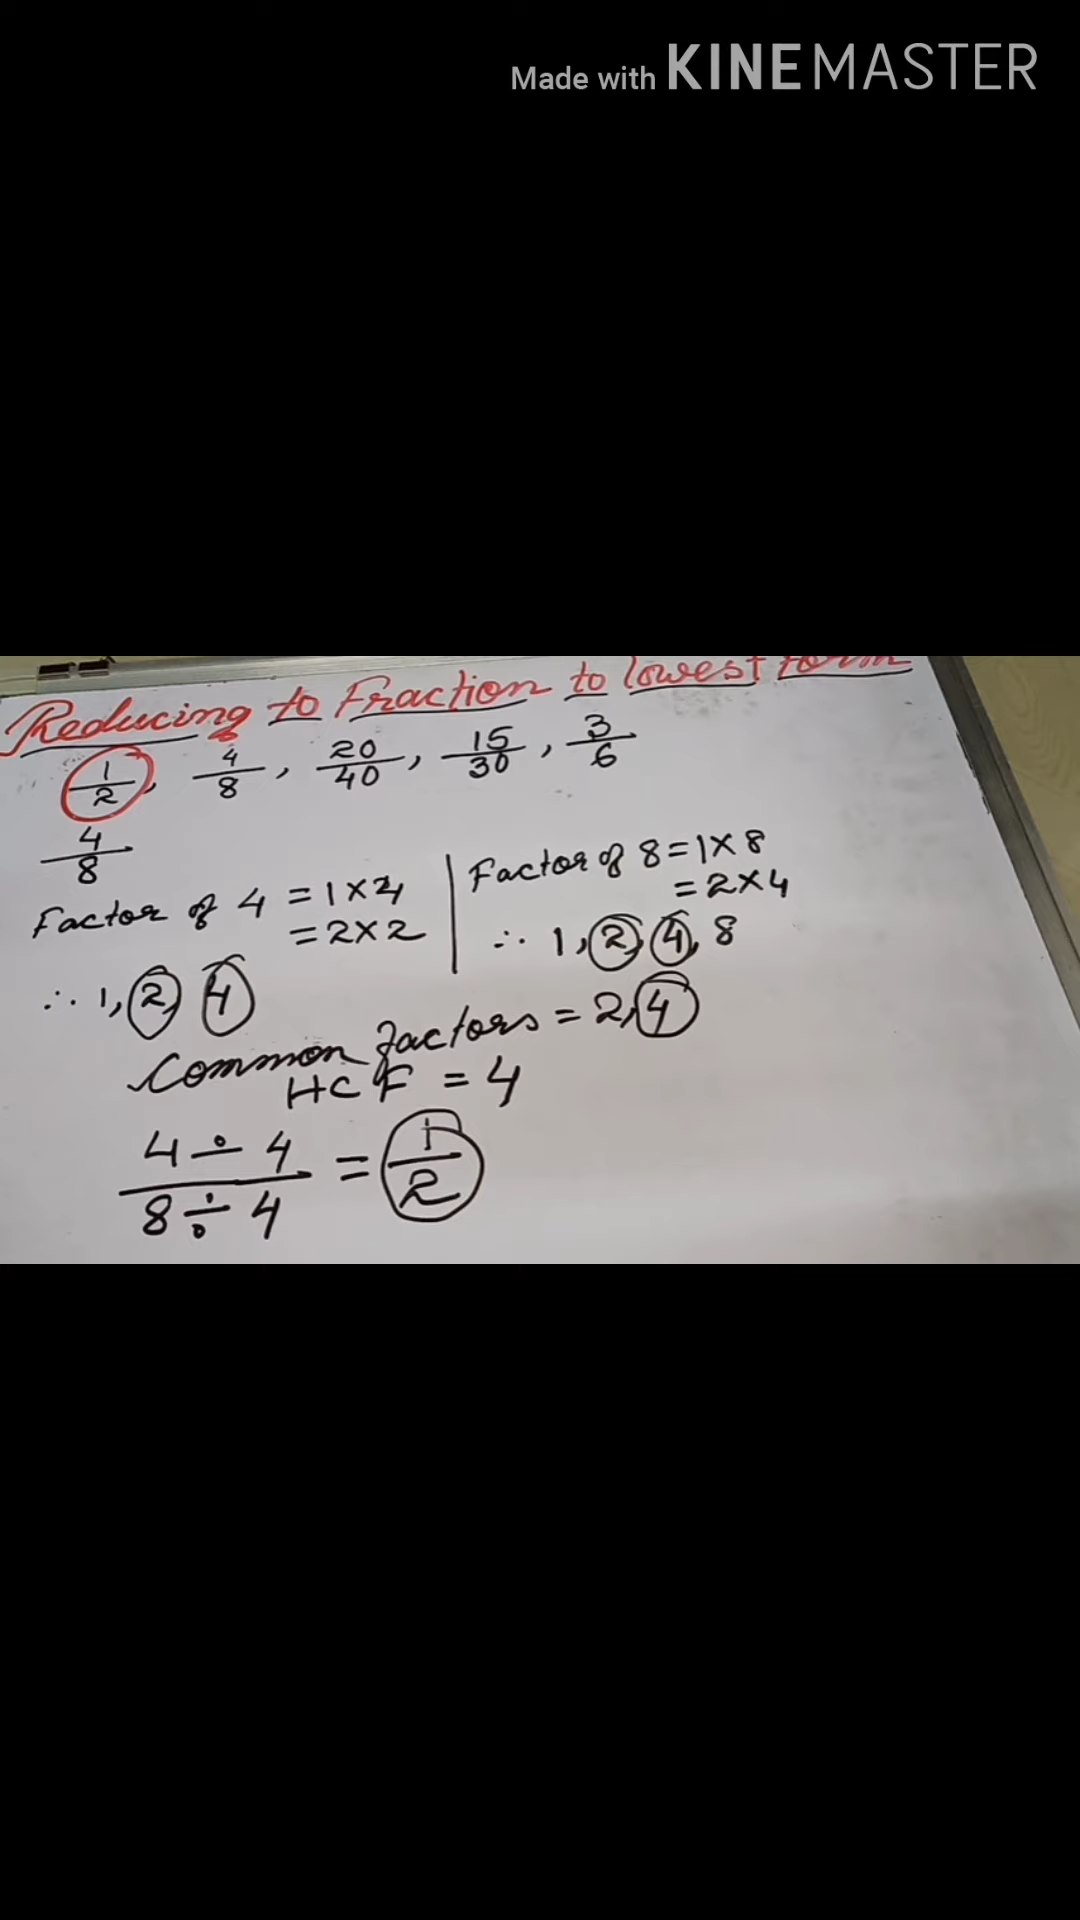 Made with KINEMASTER
Reducing to Fraction to lowest form
1/2, 4/8, 20/40, 15/30, 3/6
4/8
Factor of 4 = 1 × 4
= 2 × 2
∴ 1, 2, 4
Factor of 8 = 1 × 8
= 2 × 4
∴ 1, 2, 4, 8
Common factors = 2, 4
HCF = 4
4 ÷ 4 / 8 ÷ 4 = 1/2